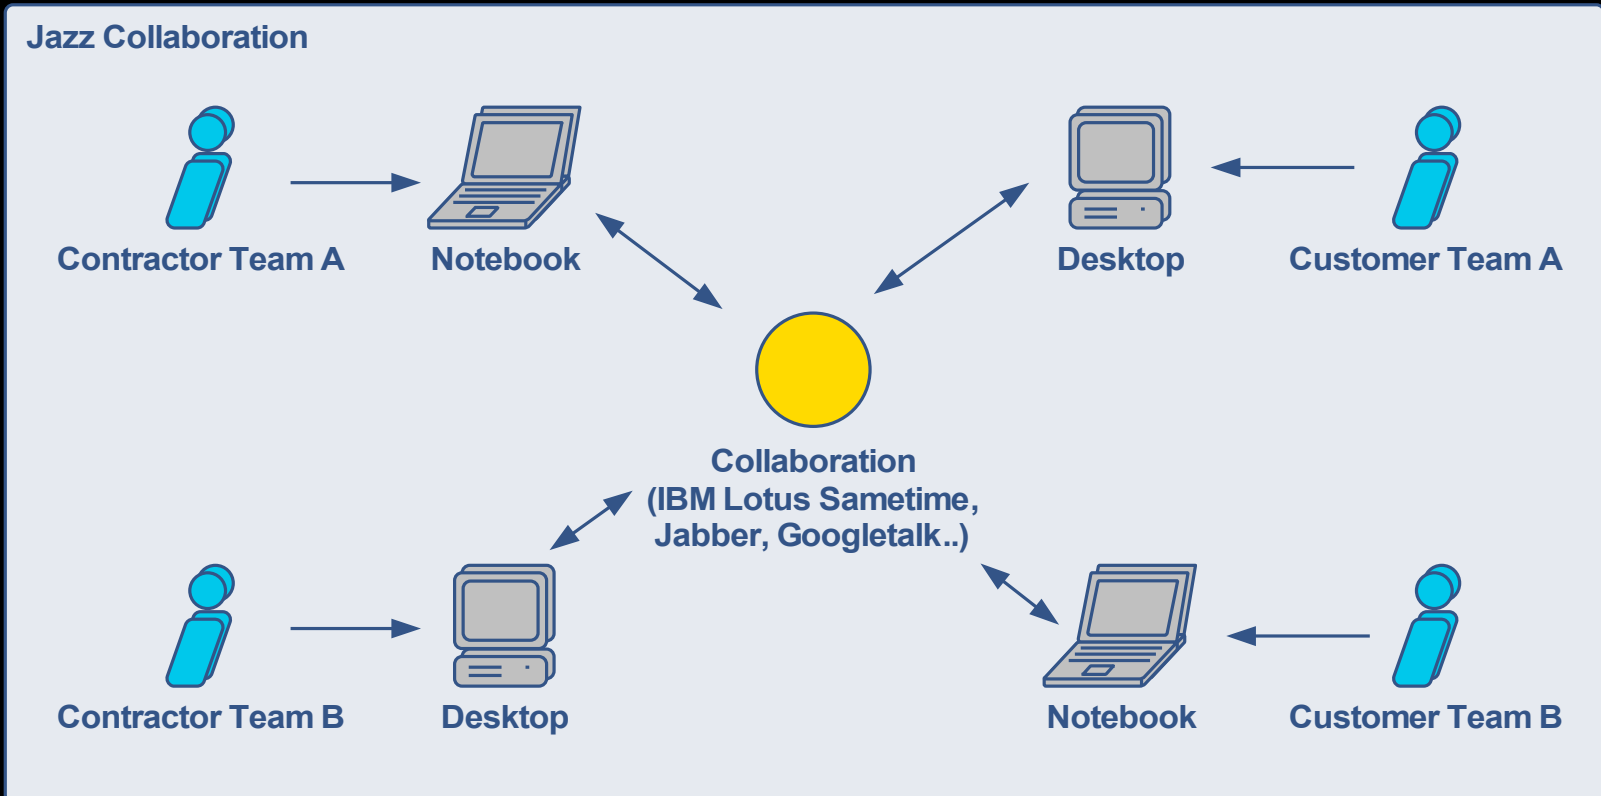 Jazz Collaboration
Contractor Team A
Notebook
Desktop
Customer Team A
Collaboration
(IBM Lotus Sametime,
Jabber, Googletalk..)
Contractor Team B
Desktop
Notebook
Customer Team B